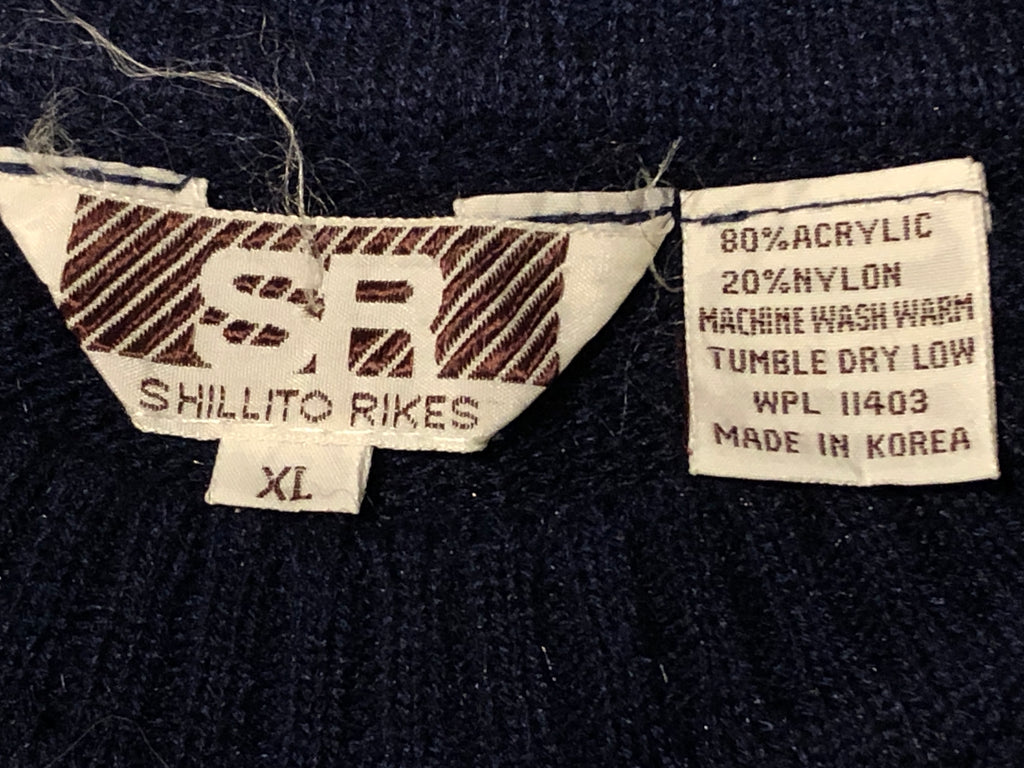 SR
SHILLITO RIKES
XL
80% ACRYLIC
20% NYLON
MACHINE WASH WARM
TUMBLE DRY LOW
WPL 11403
MADE IN KOREA